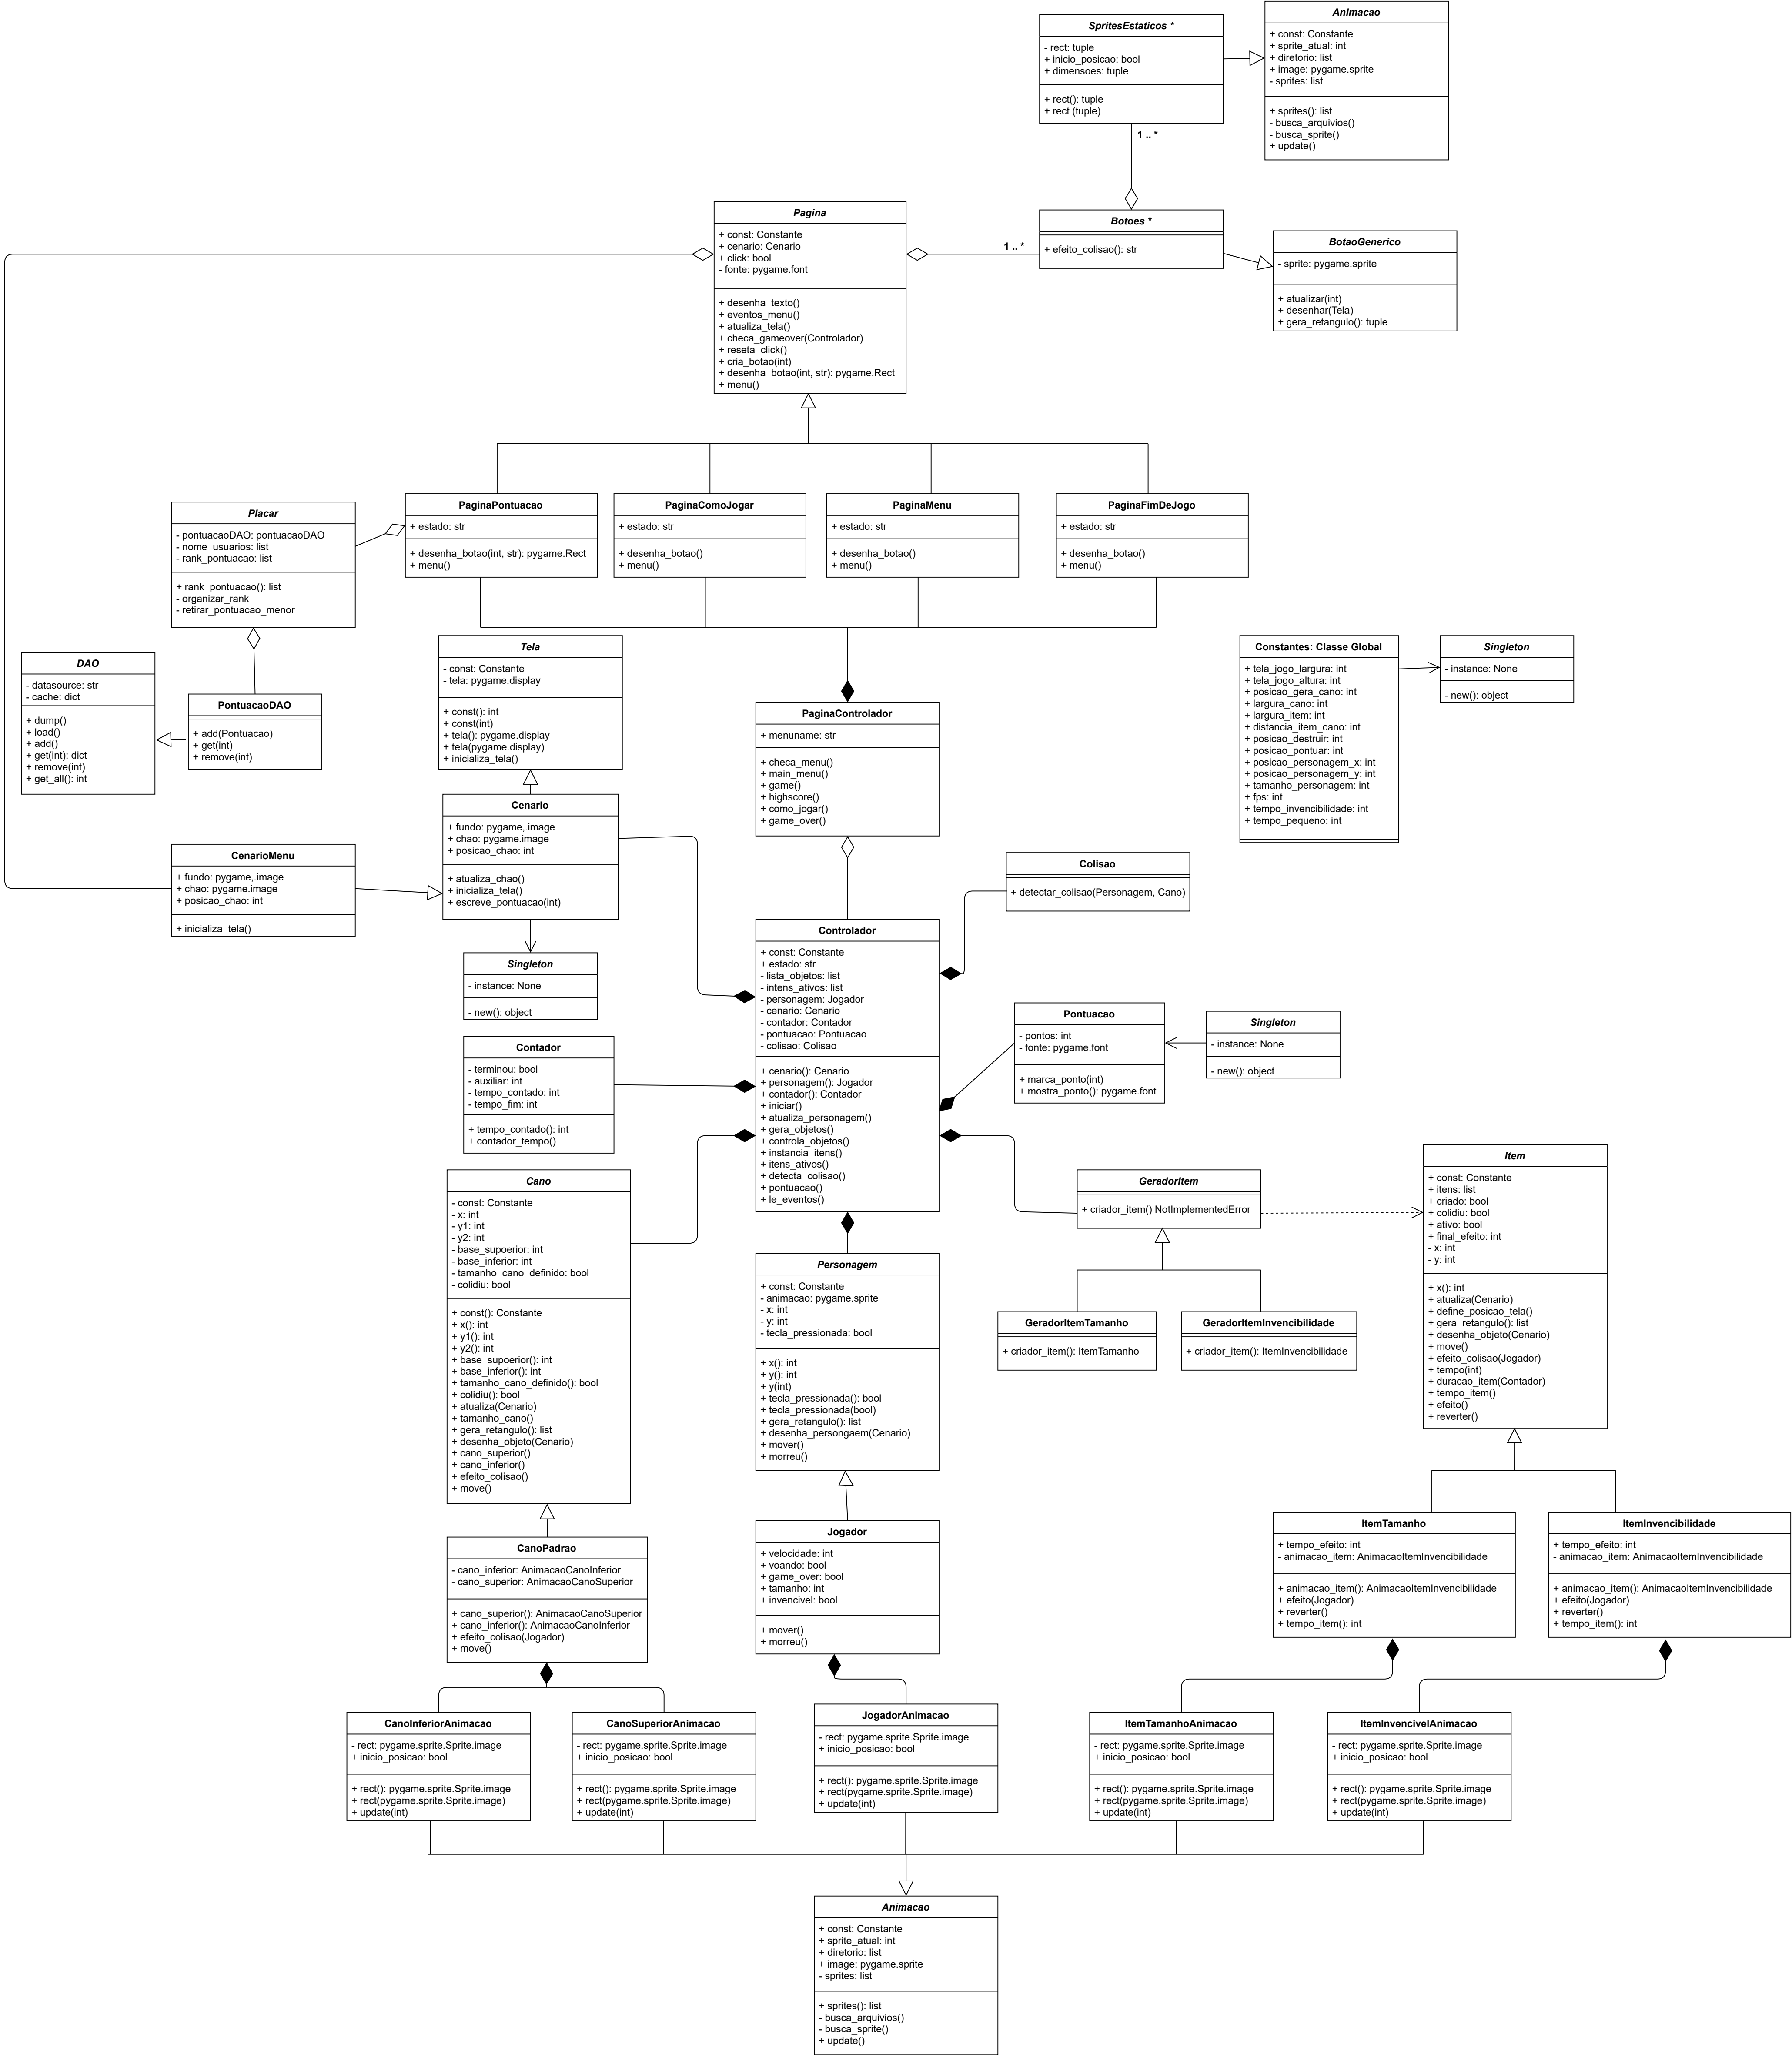 SpritesEstaticos *
- rect: tuple
+ inicio_posicao: bool
+ dimensoes: tuple
+ rect(): tuple
+ rect (tuple)
Animacao
+ const: Constante
+ sprite_atual: int
+ diretorio: list
+ image: pygame.sprite
- sprites: list
+ sprites(): list
- busca_arquivios()
- busca_sprite()
+ update()
1 .. *
Pagina
+ const: Constante
+ cenario: Cenario
+ click: bool
- fonte: pygame.font
+ desenha_texto()
+ eventos_menu()
+ atualiza_tela()
+ checa_gameover(Controlador)
+ reseta_click()
+ cria_botao(int)
+ desenha_botao(int, str): pygame.Rect
+ menu()
1 .. *
Botoes *
+ efeito_colisao(): str
BotaoGenerico
- sprite: pygame.sprite
+ atualizar(int)
+ desenhar(Tela)
+ gera_retangulo(): tuple
Placar
- pontuacaoDAO: pontuacaoDAO
- nome_usuarios: list
- rank_pontuacao: list
+ rank_pontuacao(): list
- organizar_rank
- retirar_pontuacao_menor
PaginaPontuacao
+ estado: str
+ desenha_botao(int, str): pygame.Rect
+ menu()
PaginaComoJogar
+ estado: str
+ desenha_botao()
+ menu()
PaginaMenu
+ estado: str
+ desenha_botao()
+ menu()
PaginaFimDeJogo
+ estado: str
+ desenha_botao()
+ menu()
DAO
- datasource: str
- cache: dict
+ dump()
+ load()
+ add()
+ get(int): dict
+ remove(int)
+ get_all(): int
PontuacaoDAO
+ add(Pontuacao)
+ get(int)
+ remove(int)
Tela
- const: Constante
- tela: pygame.display
+ const(): int
+ const(int)
+ tela(): pygame.display
+ tela(pygame.display)
+ inicializa_tela()
PaginaControlador
+ menuname: str
+ checa_menu()
+ main_menu()
+ game()
+ highscore()
+ como_jogar()
+ game_over()
Constantes: Classe Global
+ tela_jogo_largura: int
+ tela_jogo_altura: int
+ posicao_gera_cano: int
+ largura_cano: int
+ largura_item: int
+ distancia_item_cano: int
+ posicao_destruir: int
+ posicao_pontuar: int
+ posicao_personagem_x: int
+ posicao_personagem_y: int
+ tamanho_personagem: int
+ fps: int
+ tempo_invencibilidade: int
+ tempo_pequeno: int
Singleton
- instance: None
- new(): object
CenarioMenu
+ fundo: pygame,.image
+ chao: pygame.image
+ posicao_chao: int
+ inicializa_tela()
Cenario
+ fundo: pygame,.image
+ chao: pygame.image
+ posicao_chao: int
+ atualiza_chao()
+ inicializa_tela()
+ escreve_pontuacao(int)
Colisao
+ detectar_colisao(Personagem, Cano)
Singleton
- instance: None
- new(): object
Controlador
+ const: Constante
+ estado: str
- lista_objetos: list
- intens_ativos: list
- personagem: Jogador
- cenario: Cenario
- contador: Contador
- pontuacao: Pontuacao
- colisao: Colisao
+ cenario(): Cenario
+ personagem(): Jogador
+ contador(): Contador
+ iniciar()
+ atualiza_personagem()
+ gera_objetos()
+ controla_objetos()
+ instancia_itens()
+ itens_ativos()
+ detecta_colisao()
+ pontuacao()
+ le_eventos()
Pontuacao
- pontos: int
- fonte: pygame.font
+ marca_ponto(int)
+ mostra_ponto(): pygame.font
Singleton
- instance: None
- new(): object
Contador
- terminou: bool
- auxiliar: int
- tempo_contado: int
- tempo_fim: int
+ tempo_contado(): int
+ contador_tempo()
Cano
- const: Constante
- x: int
- y1: int
- y2: int
- base_supoerior: int
- base_inferior: int
- tamanho_cano_definido: bool
- colidiu: bool
+ const(): Constante
+ x(): int
+ y1(): int
+ y2(): int
+ base_supoerior(): int
+ base_inferior(): int
+ tamanho_cano_definido(): bool
+ colidiu(): bool
+ atualiza(Cenario)
+ tamanho_cano()
+ gera_retangulo(): list
+ desenha_objeto(Cenario)
+ cano_superior()
+ cano_inferior()
+ efeito_colisao()
+ move()
GeradorItem
+ criador_item() NotImplementedError
Item
+ const: Constante
+ itens: list
+ criado: bool
+ colidiu: bool
+ ativo: bool
+ final_efeito: int
- x: int
- y: int
+ x(): int
+ atualiza(Cenario)
+ define_posicao_tela()
+ gera_retangulo(): list
+ desenha_objeto(Cenario)
+ move()
+ efeito_colisao(Jogador)
+ tempo(int)
+ duracao_item(Contador)
+ tempo_item()
+ efeito()
+ reverter()
Personagem
+ const: Constante
- animacao: pygame.sprite
- x: int
- y: int
- tecla_pressionada: bool
+ x(): int
+ y(): int
+ y(int)
+ tecla_pressionada(): bool
+ tecla_pressionada(bool)
+ gera_retangulo(): list
+ desenha_persongaem(Cenario)
+ mover()
+ morreu()
GeradorItemTamanho
+ criador_item(): ItemTamanho
GeradorItemInvencibilidade
+ criador_item(): ItemInvencibilidade
CanoPadrao
- cano_inferior: AnimacaoCanoInferior
- cano_superior: AnimacaoCanoSuperior
+ cano_superior(): AnimacaoCanoSuperior
+ cano_inferior(): AnimacaoCanoInferior
+ efeito_colisao(Jogador)
+ move()
Jogador
+ velocidade: int
+ voando: bool
+ game_over: bool
+ tamanho: int
+ invencivel: bool
+ mover()
+ morreu()
ItemTamanho
+ tempo_efeito: int
- animacao_item: AnimacaoItemInvencibilidade
+ animacao_item(): AnimacaoItemInvencibilidade
+ efeito(Jogador)
+ reverter()
+ tempo_item(): int
ItemInvencibilidade
+ tempo_efeito: int
- animacao_item: AnimacaoItemInvencibilidade
+ animacao_item(): AnimacaoItemInvencibilidade
+ efeito(Jogador)
+ reverter()
+ tempo_item(): int
CanoInferiorAnimacao
- rect: pygame.sprite.Sprite.image
+ inicio_posicao: bool
+ rect(): pygame.sprite.Sprite.image
+ rect(pygame.sprite.Sprite.image)
+ update(int)
CanoSuperiorAnimacao
- rect: pygame.sprite.Sprite.image
+ inicio_posicao: bool
+ rect(): pygame.sprite.Sprite.image
+ rect(pygame.sprite.Sprite.image)
+ update(int)
JogadorAnimacao
- rect: pygame.sprite.Sprite.image
+ inicio_posicao: bool
+ rect(): pygame.sprite.Sprite.image
+ rect(pygame.sprite.Sprite.image)
+ update(int)
ItemTamanhoAnimacao
- rect: pygame.sprite.Sprite.image
+ inicio_posicao: bool
+ rect(): pygame.sprite.Sprite.image
+ rect(pygame.sprite.Sprite.image)
+ update(int)
ItemInvencivelAnimacao
- rect: pygame.sprite.Sprite.image
+ inicio_posicao: bool
+ rect(): pygame.sprite.Sprite.image
+ rect(pygame.sprite.Sprite.image)
+ update(int)
Animacao
+ const: Constante
+ sprite_atual: int
+ diretorio: list
+ image: pygame.sprite
- sprites: list
+ sprites(): list
- busca_arquivios()
- busca_sprite()
+ update()